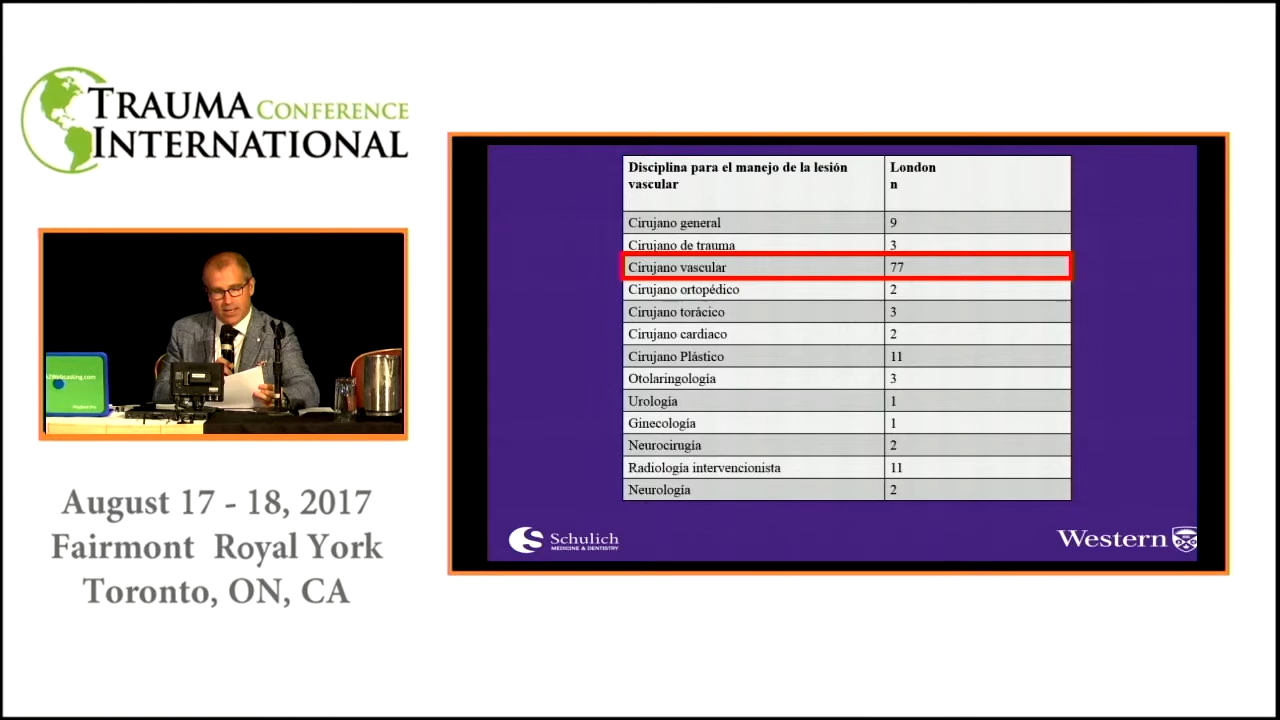 TRAUMA CONFERENCE
INTERNATIONAL
Disciplina para el manejo de la lesión
vascular
London
n
Cirujano general 9
Cirujano de trauma 3
Cirujano vascular 77
Cirujano ortopédico 2
Cirujano torácico 3
Cirujano cardiaco 2
Cirujano Plástico 11
Otolaringología 3
Urología 1
Ginecología 1
Neurocirugía 2
Radiología intervencionista 11
Neurología 2
Schulich
MEDICINE & DENTISTRY
Western
August 17 - 18, 2017
Fairmont Royal York
Toronto, ON, CA